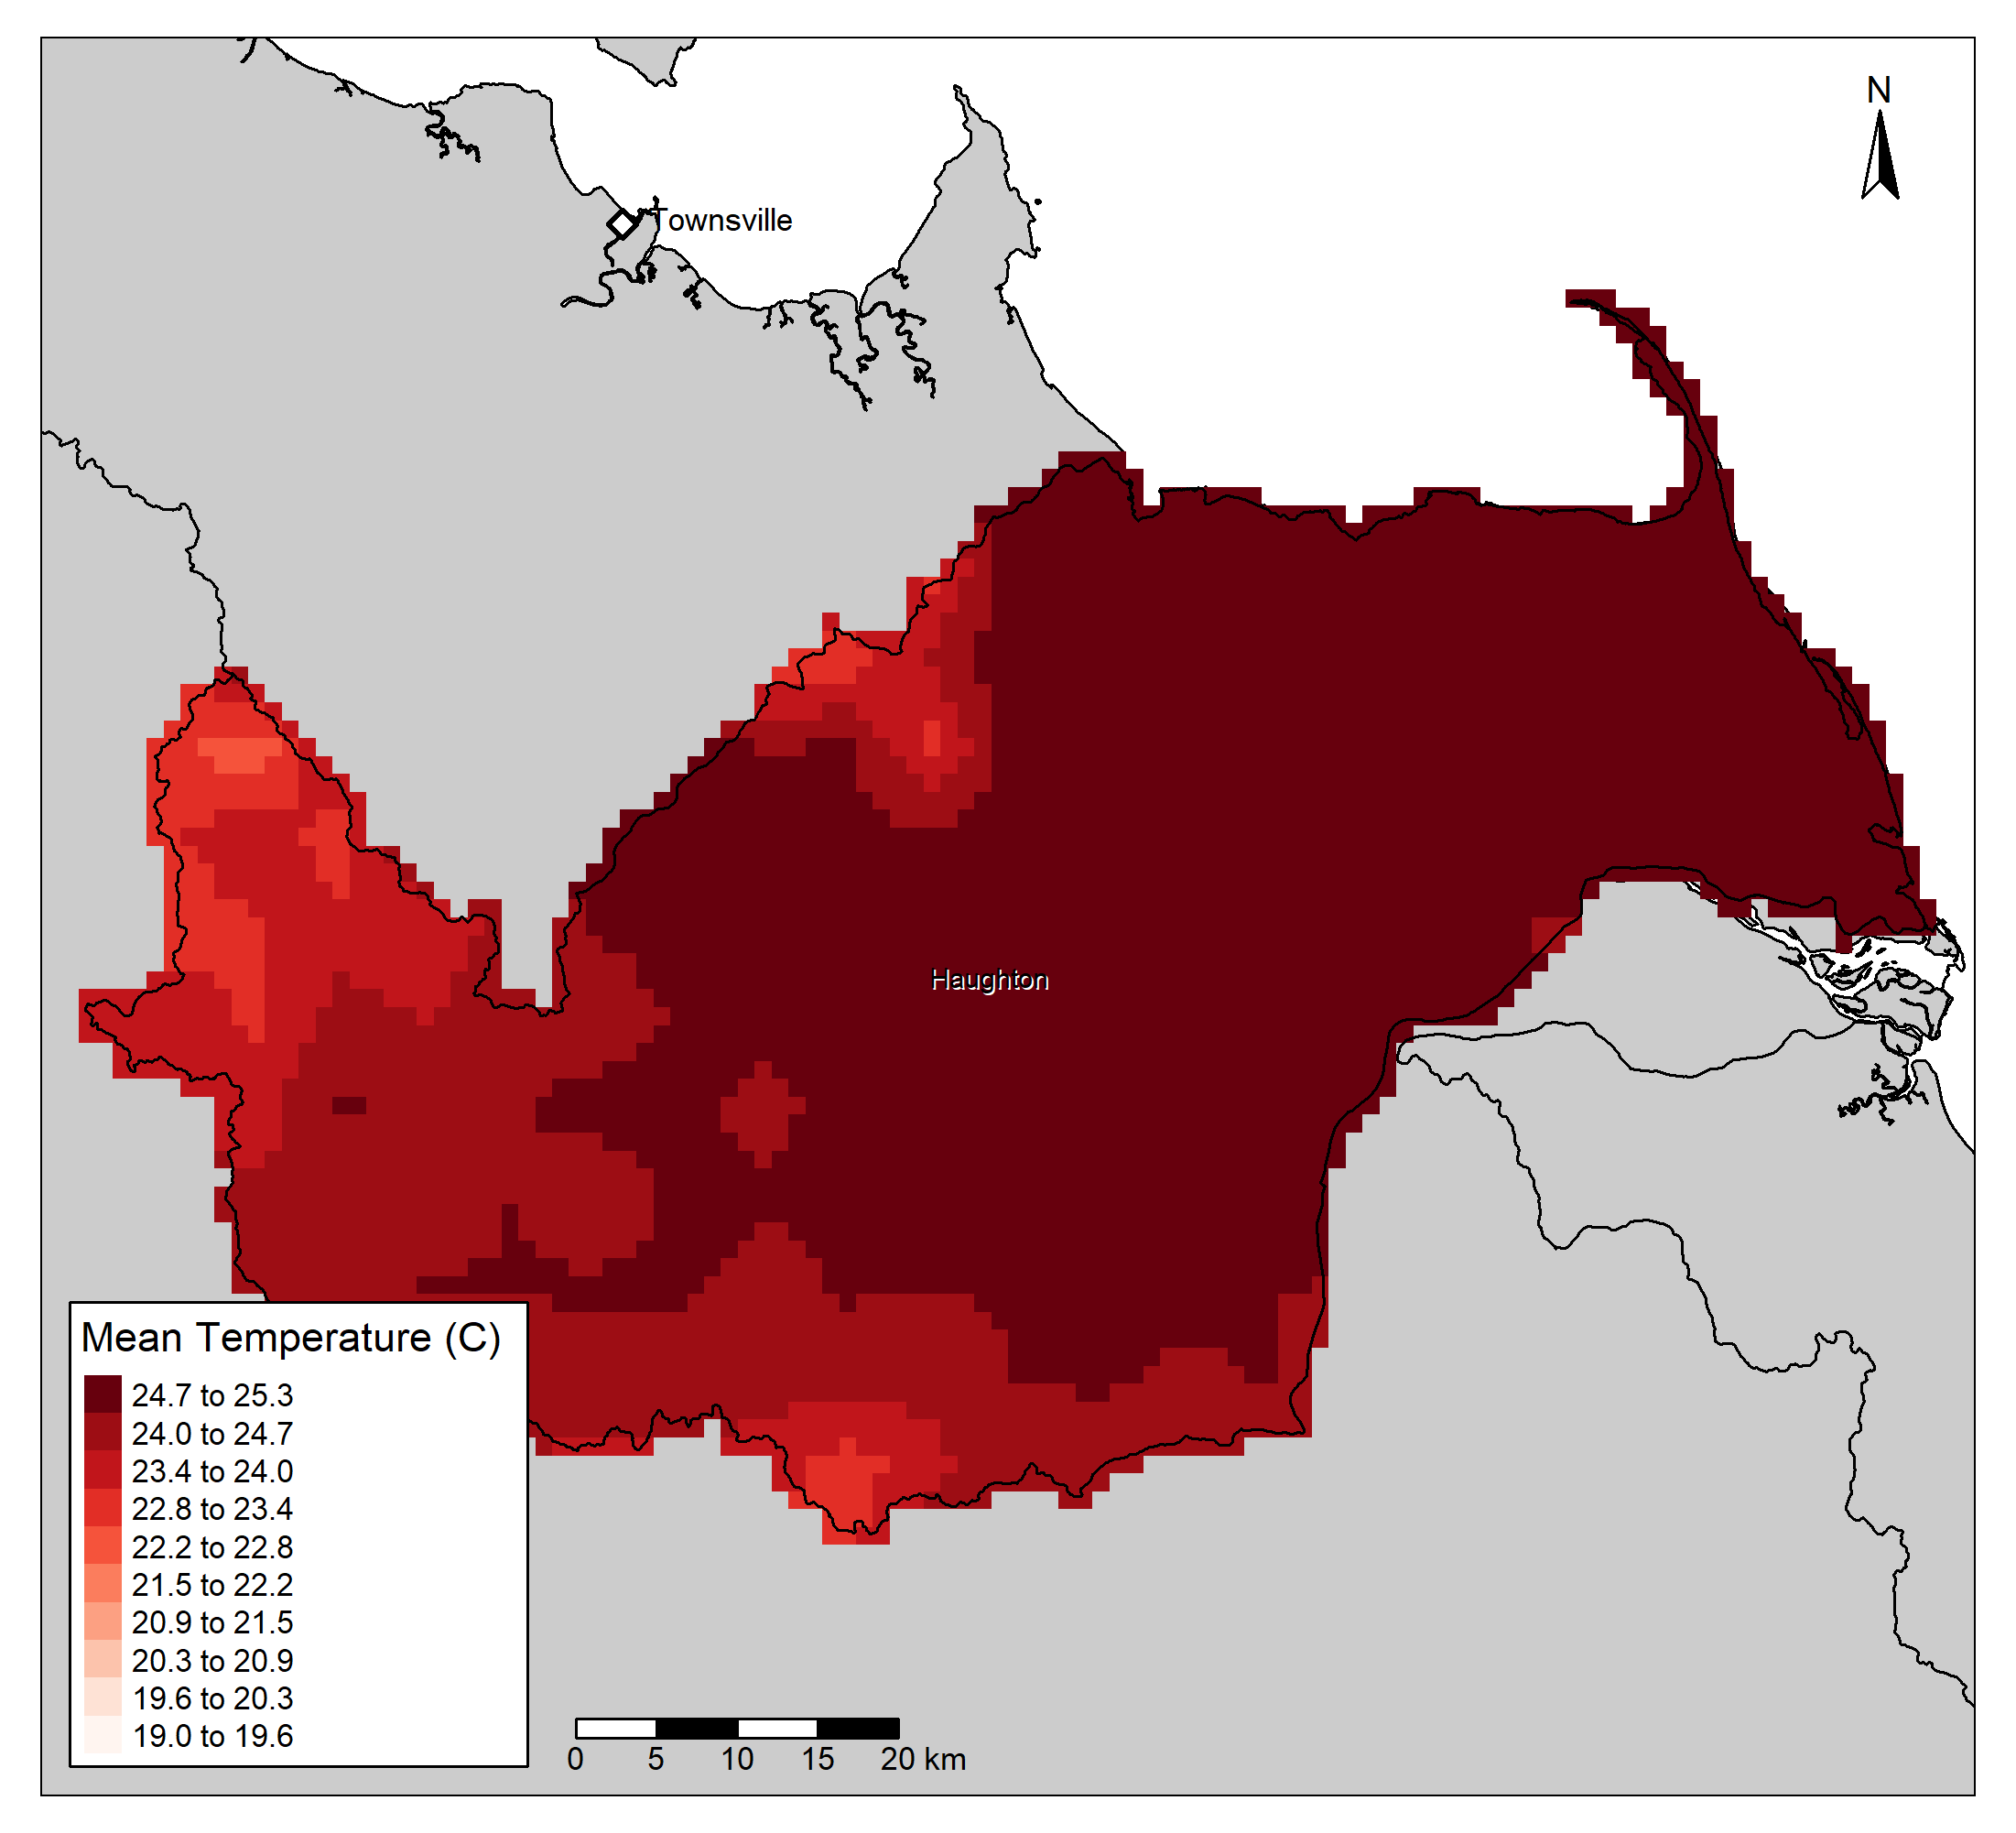 N
Townsville
Haughton
Mean Temperature (C)
24.7 to 25.3
24.0 to 24.7
23.4 to 24.0
22.8 to 23.4
22.2 to 22.8
21.5 to 22.2
20.9 to 21.5
20.3 to 20.9
19.6 to 20.3
19.0 to 19.6
0 5 10 15 20 km